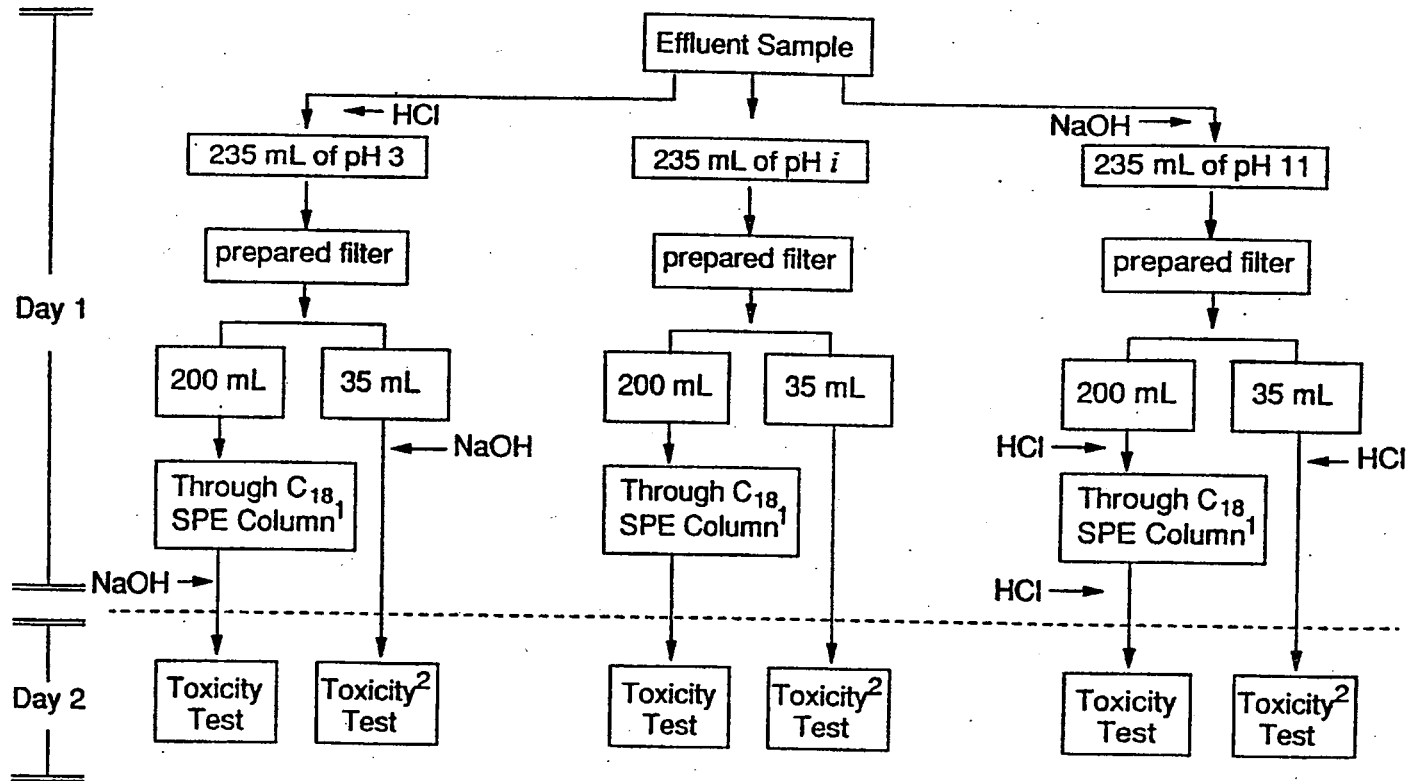 Effluent Sample
HCl
NaOH
235 mL of pH 3
235 mL of pH i
235 mL of pH 11
prepared filter
prepared filter
prepared filter
Day 1
200 mL
35 mL
200 mL
35 mL
200 mL
35 mL
NaOH
HCl
HCl
Through C18
SPE Column1
Through C18
SPE Column1
Through C18
SPE Column1
NaOH
HCl
Day 2
Toxicity
Test
Toxicity2
Test
Toxicity
Test
Toxicity2
Test
Toxicity
Test
Toxicity2
Test